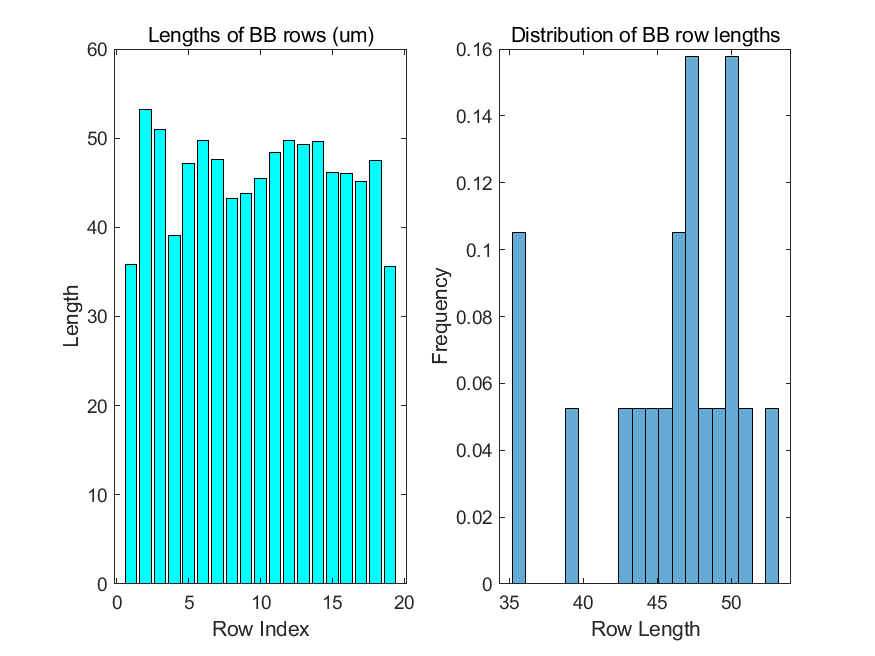 Lengths of BB rows (um)
60
50
40
30
20
10
0
Length
0 5 10 15 20
Row Index
Distribution of BB row lengths
0.16
0.14
0.12
0.1
0.08
0.06
0.04
0.02
0
Frequency
35 40 45 50
Row Length